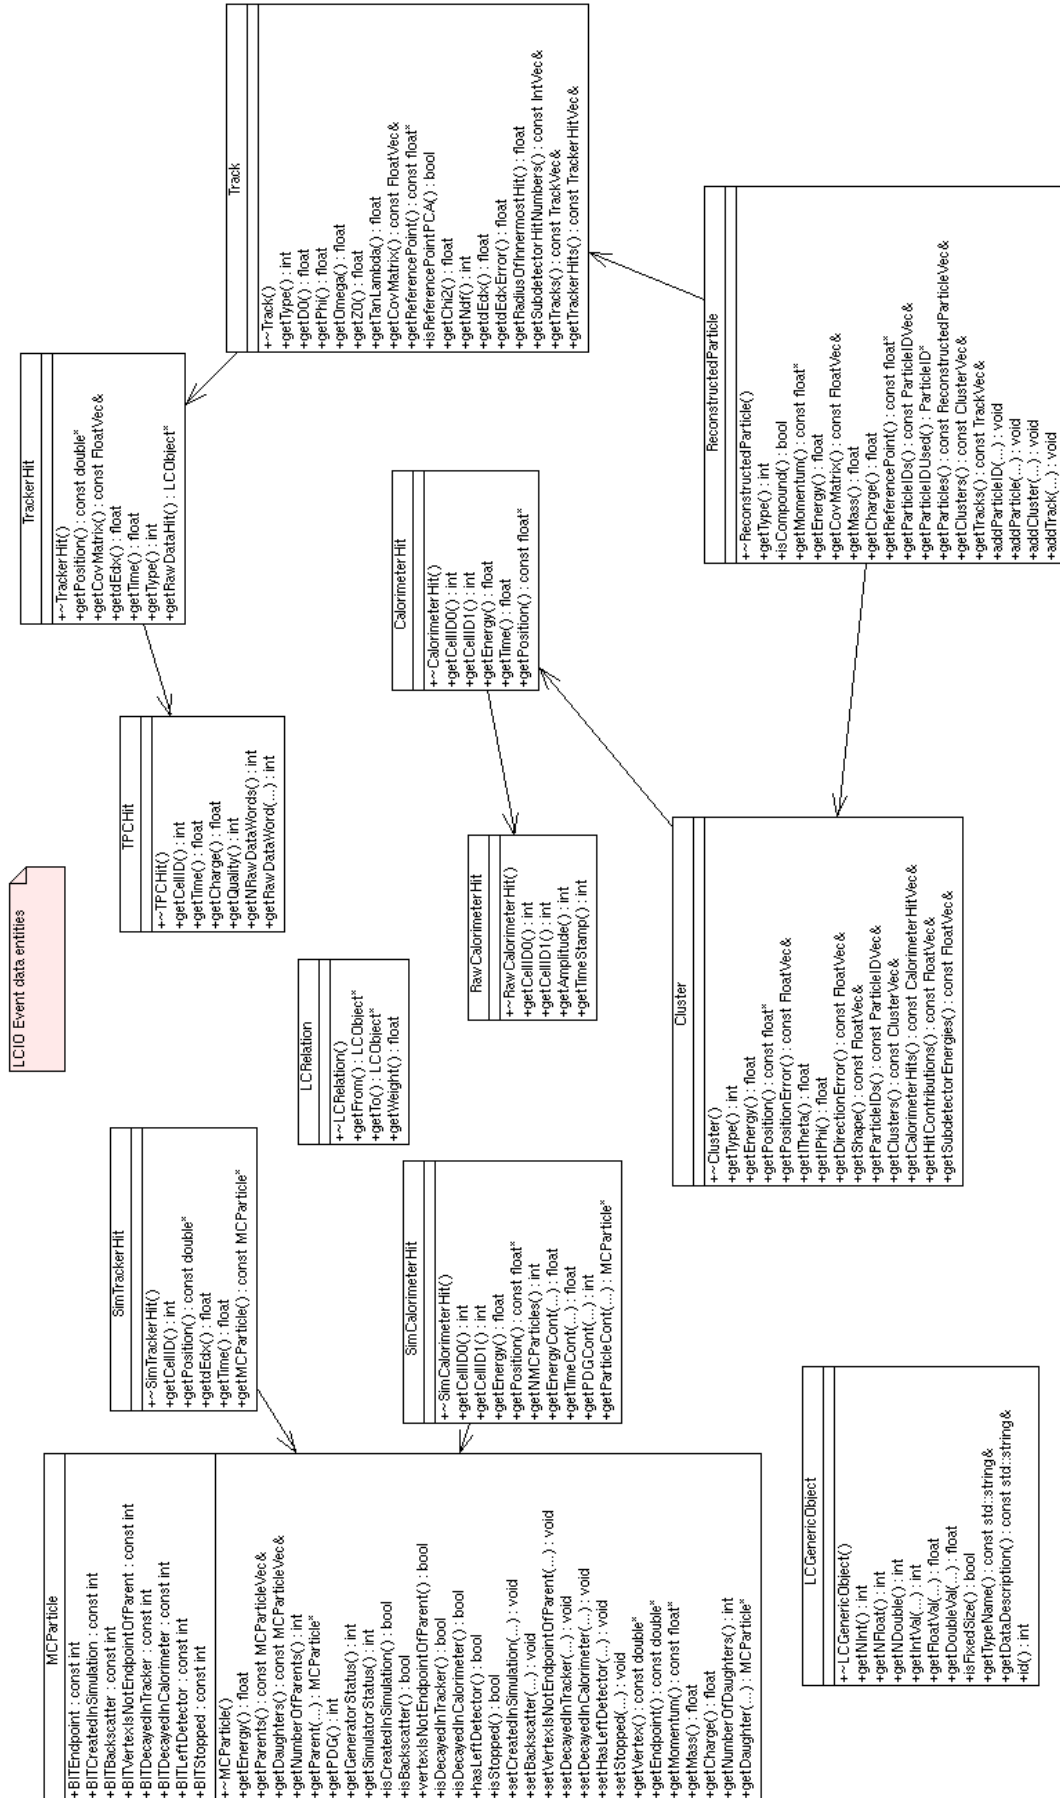 LCIO Event data entities
MCParticle
+BITEndpoint : const int
+BITCreatedInSimulation : const int
+BITBackscatter : const int
+BITVertexIsNotEndpointOfParent : const int
+BITDecayedInTracker : const int
+BITDecayedInCalorimeter : const int
+BITLeftDetector : const int
+BITStopped : const int
+~MCParticle()
+getEnergy() : float
+getParents() : const MCParticleVec&
+getDaughters() : const MCParticleVec&
+getNumberOfParents() : int
+getParent(...) : MCParticle*
+getPDG() : int
+getGeneratorStatus() : int
+getSimulatorStatus() : int
+isCreatedInSimulation() : bool
+isBackscatter() : bool
+vertexIsNotEndpointOfParent() : bool
+isDecayedInTracker() : bool
+isDecayedInCalorimeter() : bool
+hasLeftDetector() : bool
+isStopped() : bool
+setCreatedInSimulation(...) : void
+setBackscatter(...) : void
+setVertexIsNotEndpointOfParent(...) : void
+setDecayedInTracker(...) : void
+setDecayedInCalorimeter(...) : void
+setHasLeftDetector(...) : void
+setStopped(...) : void
+getVertex() : const double*
+getEndpoint() : const double*
+getMomentum() : const float*
+getMass() : float
+getCharge() : float
+getNumberOfDaughters() : int
+getDaughter(...) : MCParticle*
SimTrackerHit
+~SimTrackerHit()
+getCellID() : int
+getPosition() : const double*
+getdEdx() : float
+getTime() : float
+getMCParticle() : const MCParticle*
SimCalorimeterHit
+~SimCalorimeterHit()
+getCellID0() : int
+getCellID1() : int
+getEnergy() : float
+getPosition() : const float*
+getNMCParticles() : int
+getEnergyCont(...) : float
+getTimeCont(...) : float
+getPDGCont(...) : int
+getParticleCont(...) : MCParticle*
LCGenericObject
+~LCGenericObject()
+getNInt() : int
+getNFloat() : int
+getNDouble() : int
+getIntVal(...) : int
+getFloatVal(...) : float
+getDoubleVal(...) : float
+isFixedSize() : bool
+getTypeName() : const std::string&
+getDataDescription() : const std::string&
+id() : int
LCRelation
+~LCRelation()
+getFrom() : LCObject*
+getTo() : LCObject*
+getWeight() : float
TPCHit
+~TPCHit()
+getCellID() : int
+getTime() : float
+getCharge() : float
+getQuality() : int
+getNRawDataWords() : int
+getRawDataWord(...) : int
RawCalorimeterHit
+~RawCalorimeterHit()
+getCellID0() : int
+getCellID1() : int
+getAmplitude() : int
+getTimeStamp() : int
Cluster
+~Cluster()
+getType() : int
+getEnergy() : float
+getPosition() : const float*
+getPositionError() : const FloatVec&
+getITheta() : float
+getIPhi() : float
+getDirectionError() : const FloatVec&
+getShape() : const FloatVec&
+getParticleIDs() : const ParticleIDVec&
+getClusters() : const ClusterVec&
+getCalorimeterHits() : const CalorimeterHitVec&
+getHitContributions() : const FloatVec&
+getSubdetectorEnergies() : const FloatVec&
TrackerHit
+~TrackerHit()
+getPosition() : const double*
+getCovMatrix() : const FloatVec&
+getdEdx() : float
+getTime() : float
+getType() : int
+getRawDataHit() : LCObject*
CalorimeterHit
+~CalorimeterHit()
+getCellID0() : int
+getCellID1() : int
+getEnergy() : float
+getTime() : float
+getPosition() : const float*
Track
+~Track()
+getType() : int
+getD0() : float
+getPhi() : float
+getOmega() : float
+getZ0() : float
+getTanLambda() : float
+getCovMatrix() : const FloatVec&
+getReferencePoint() : const float*
+isReferencePointPCA() : bool
+getChi2() : float
+getNdf() : int
+getdEdx() : float
+getdEdxError() : float
+getRadiusOfInnermostHit() : float
+getSubdetectorHitNumbers() : const IntVec&
+getTracks() : const TrackVec&
+getTrackerHits() : const TrackerHitVec&
ReconstructedParticle
+~ReconstructedParticle()
+getType() : int
+isCompound() : bool
+getMomentum() : const float*
+getEnergy() : float
+getCovMatrix() : const FloatVec&
+getMass() : float
+getCharge() : float
+getReferencePoint() : const float*
+getParticleIDs() : const ParticleIDVec&
+getParticleIDUsed() : ParticleID*
+getParticles() : const ReconstructedParticleVec&
+getClusters() : const ClusterVec&
+getTracks() : const TrackVec&
+addParticleID(...) : void
+addParticle(...) : void
+addCluster(...) : void
+addTrack(...) : void